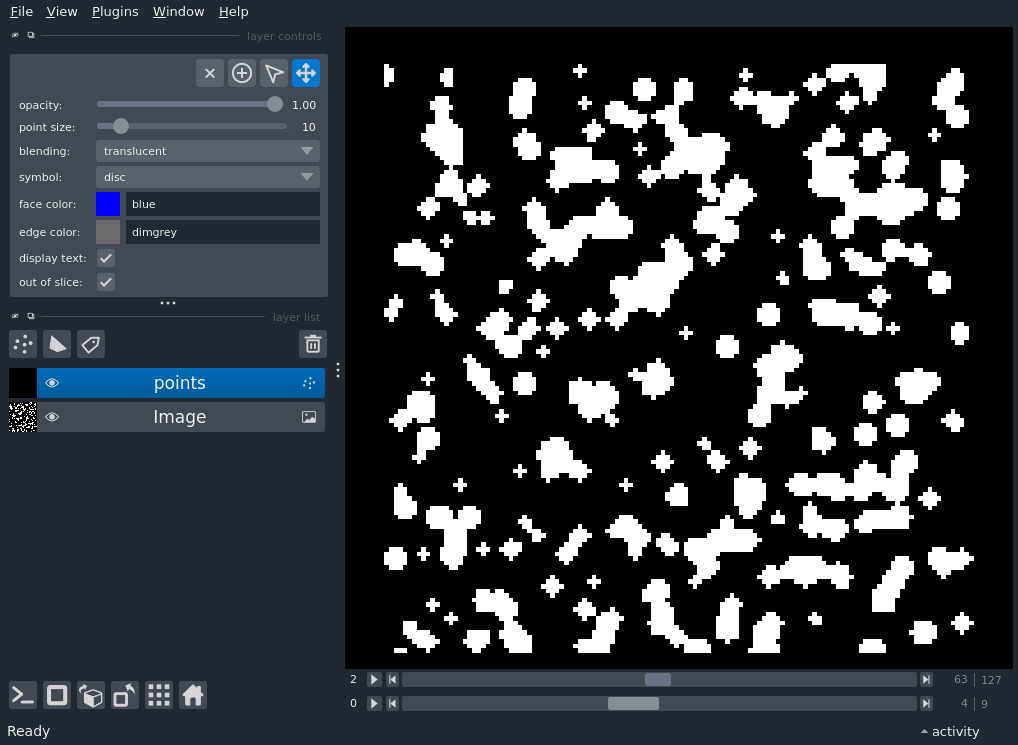 File View Plugins Window Help
layer controls
opacity: 1.00
point size: 10
blending: translucent
symbol: disc
face color: blue
edge color: dimgrey
display text:
out of slice:
layer list
points
Image
2 63 127
0 4 9
Ready activity